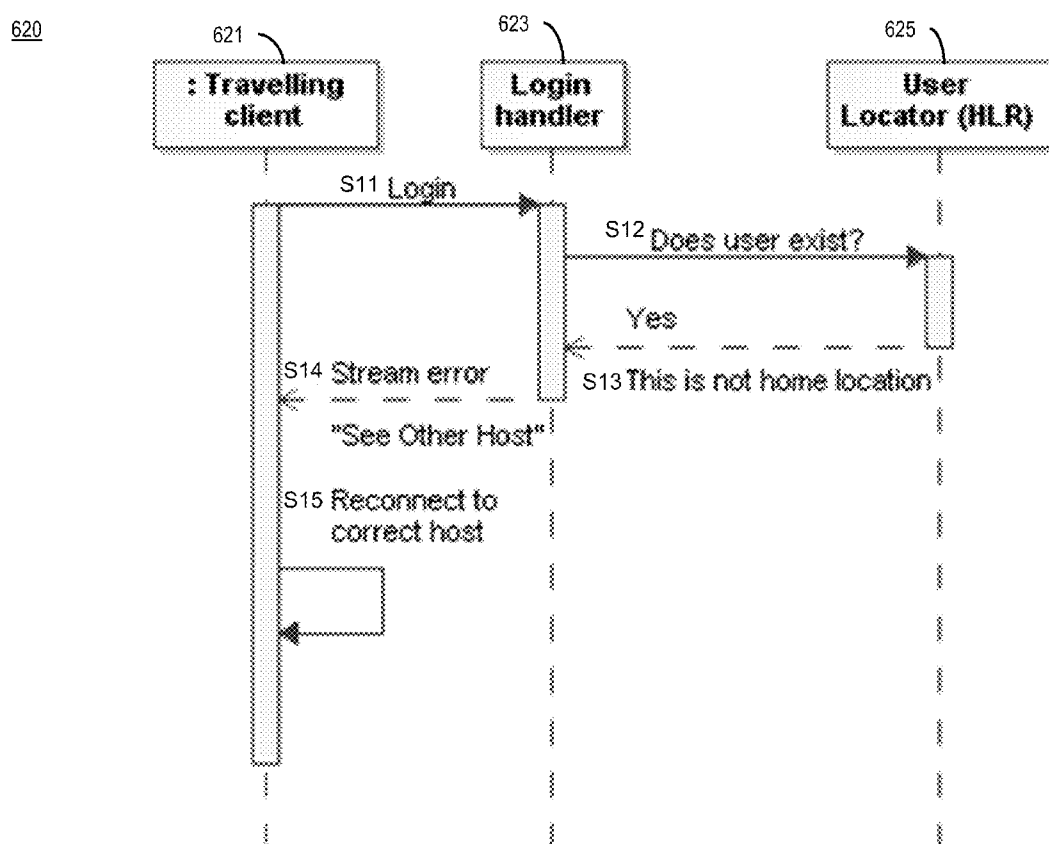 620
621
623
625
: Travelling
client
Login
handler
User
Locator (HLR)
S11 Login
S12 Does user exist?
Yes
S13 This is not home location
S14 Stream error
"See Other Host"
S15 Reconnect to
correct host